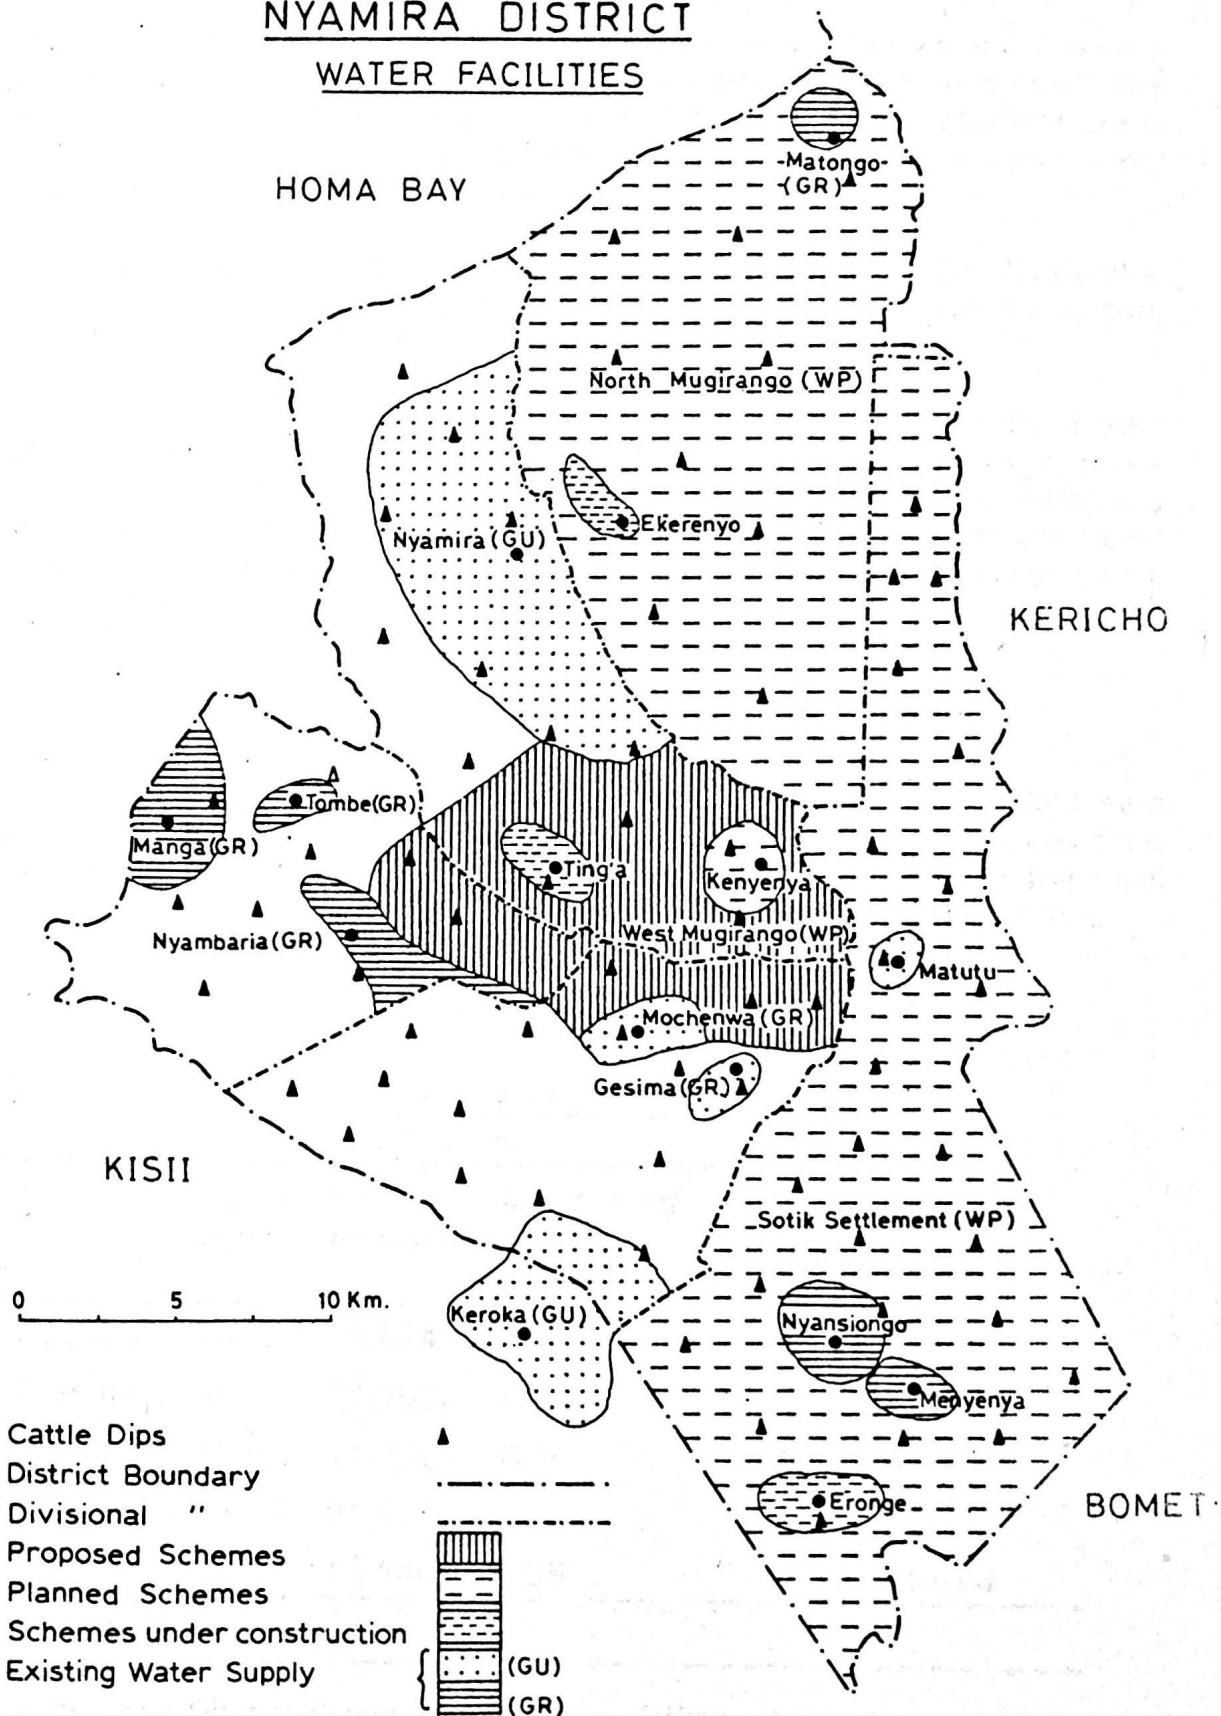 NYAMIRA DISTRICT
WATER FACILITIES
HOMA BAY
Matongo
(GR)
North Mugirango (WP)
Ekerenyo
Nyamira (GU)
KERICHO
Tombe (GR)
Manga (GR)
Ting'a
Kenyenya
Nyambaria (GR)
West Mugirango (WP)
Matutu
Mochenwa (GR)
Gesima (GR)
KISII
Sotik Settlement (WP)
0 5 10 Km.
Keroka (GU)
Nyansiongo
Menyenya
Eronge
BOMET
Cattle Dips
District Boundary
Divisional "
Proposed Schemes
Planned Schemes
Schemes under construction
Existing Water Supply (GU)
(GR)